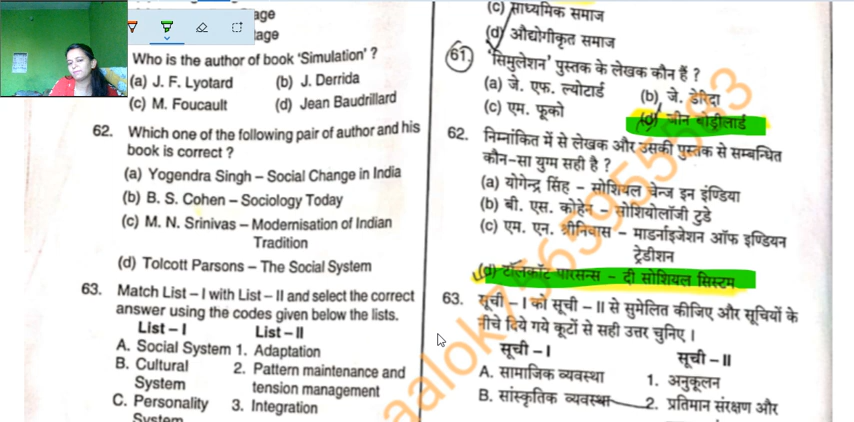 age
tage
Who is the author of book ‘Simulation’ ?
(a) J. F. Lyotard (b) J. Derrida
(c) M. Foucault (d) Jean Baudrillard
62. Which one of the following pair of author and his
book is correct ?
(a) Yogendra Singh – Social Change in India
(b) B. S. Cohen – Sociology Today
(c) M. N. Srinivas – Modernisation of Indian
Tradition
(d) Tolcott Parsons – The Social System
63. Match List – I with List – II and select the correct
answer using the codes given below the lists.
List – I List – II
A. Social System 1. Adaptation
B. Cultural 2. Pattern maintenance and
System tension management
C. Personality 3. Integration
System
(c) साध्यमिक समाज
(d) औद्योगीकृत समाज
61. ‘सिमुलेशन’ पुस्तक के लेखक कौन हैं ?
(a) जे. एफ. ल्योटार्ड (b) जे. डेरिदा
(c) एम. फूको (d) जीन बोड्रीलार्ड
62. निम्नांकित में से लेखक और उसकी पुस्तक से सम्बन्धित
कौन-सा युग्म सही है ?
(a) योगेन्द्र सिंह – सोशियल चेन्ज इन इण्डिया
(b) बी. एस. कोहेन – सोशियोलॉजी टुडे
(c) एम. एन. श्रीनिवास – माडर्नाइजेशन ऑफ इण्डियन
ट्रेडीशन
(d) टॉलकॉट पारसन्स – दी सोशियल सिस्टम
63. सूची – I को सूची – II से सुमेलित कीजिए और सूचियों के
नीचे दिये गये कूटों से सही उत्तर चुनिए ।
सूची – I सूची – II
A. सामाजिक व्यवस्था 1. अनुकूलन
B. सांस्कृतिक व्यवस्था 2. प्रतिमान संरक्षण और